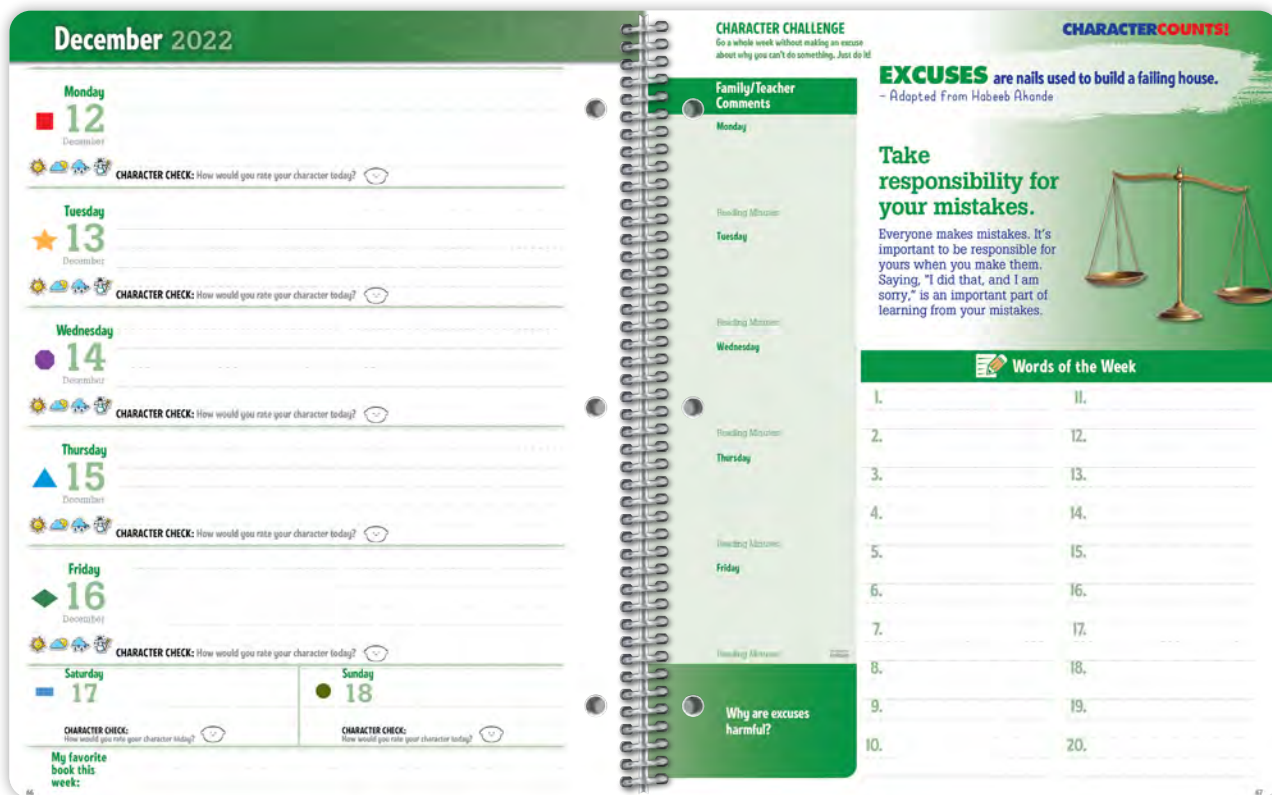 December 2022
Monday
12
December
CHARACTER CHECK: How would you rate your character today?
Tuesday
13
December
CHARACTER CHECK: How would you rate your character today?
Wednesday
14
December
CHARACTER CHECK: How would you rate your character today?
Thursday
15
December
CHARACTER CHECK: How would you rate your character today?
Friday
16
December
CHARACTER CHECK: How would you rate your character today?
Saturday
17
CHARACTER CHECK:
How would you rate your character today?
Sunday
18
CHARACTER CHECK:
How would you rate your character today?
My favorite
book this
week:
66
CHARACTER CHALLENGE
Go a whole week without making an excuse
about why you can't do something. Just do it!
Family/Teacher
Comments
Monday
Reading Minutes:
Tuesday
Reading Minutes:
Wednesday
Reading Minutes:
Thursday
Reading Minutes:
Friday
Reading Minutes:
Why are excuses
harmful?
CHARACTERCOUNTS!
EXCUSES are nails used to build a failing house.
– Adapted from Habeeb Akande
Take
responsibility for
your mistakes.
Everyone makes mistakes. It's
important to be responsible for
yours when you make them.
Saying, "I did that, and I am
sorry," is an important part of
learning from your mistakes.
Words of the Week
1.
2.
3.
4.
5.
6.
7.
8.
9.
10.
11.
12.
13.
14.
15.
16.
17.
18.
19.
20.
67